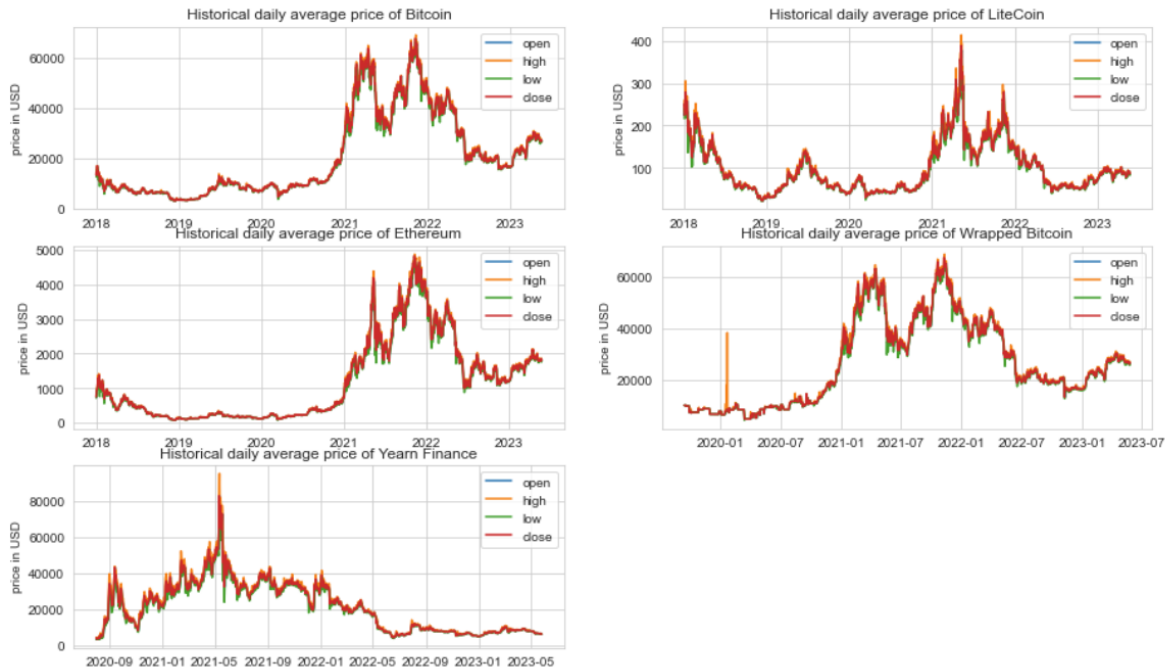 Historical daily average price of Bitcoin
price in USD
60000
40000
20000
0
open
high
low
close
2018 2019 2020 2021 2022 2023
Historical daily average price of LiteCoin
price in USD
400
300
200
100
open
high
low
close
2018 2019 2020 2021 2022 2023
Historical daily average price of Ethereum
price in USD
5000
4000
3000
2000
1000
0
open
high
low
close
2018 2019 2020 2021 2022 2023
Historical daily average price of Wrapped Bitcoin
price in USD
60000
40000
20000
open
high
low
close
2020-01 2020-07 2021-01 2021-07 2022-01 2022-07 2023-01 2023-07
Historical daily average price of Yearn Finance
price in USD
80000
60000
40000
20000
0
open
high
low
close
2020-09 2021-01 2021-05 2021-09 2022-01 2022-05 2022-09 2023-01 2023-05